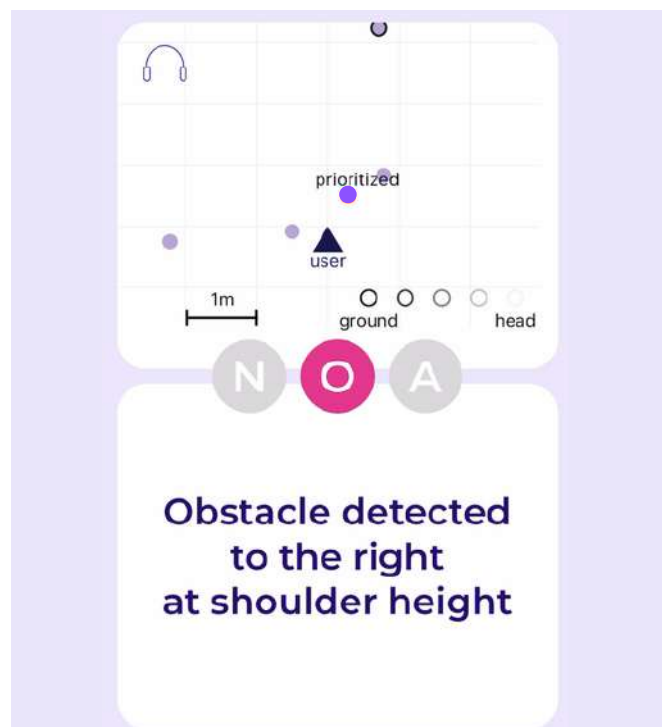 prioritized
user
1m
ground head
N O A
Obstacle detected
to the right
at shoulder height